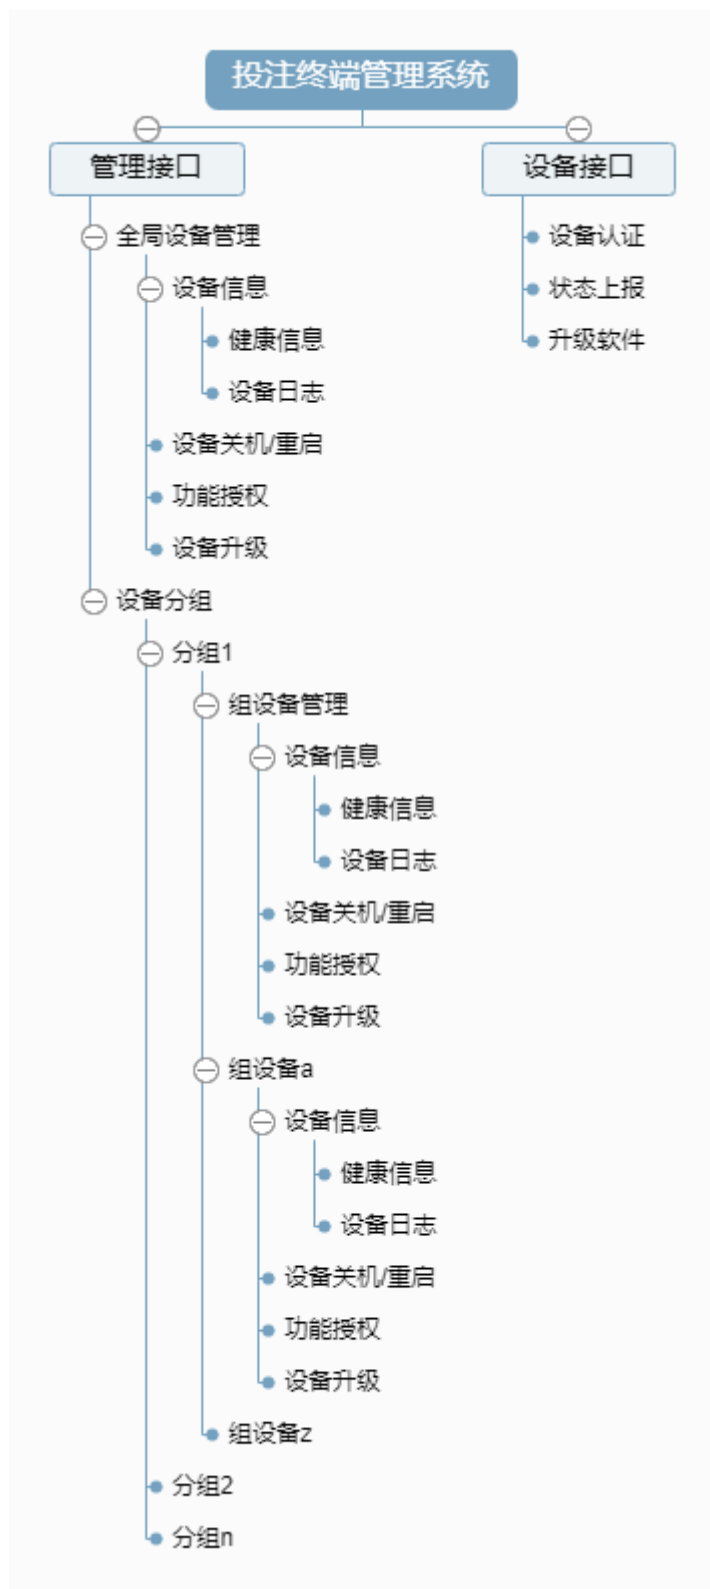 投注终端管理系统
管理接口
设备接口
全局设备管理
设备信息
健康信息
设备日志
设备关机/重启
功能授权
设备升级
设备分组
分组1
组设备管理
设备信息
健康信息
设备日志
设备关机/重启
功能授权
设备升级
组设备a
设备信息
健康信息
设备日志
设备关机/重启
功能授权
设备升级
组设备z
分组2
分组n
设备认证
状态上报
升级软件